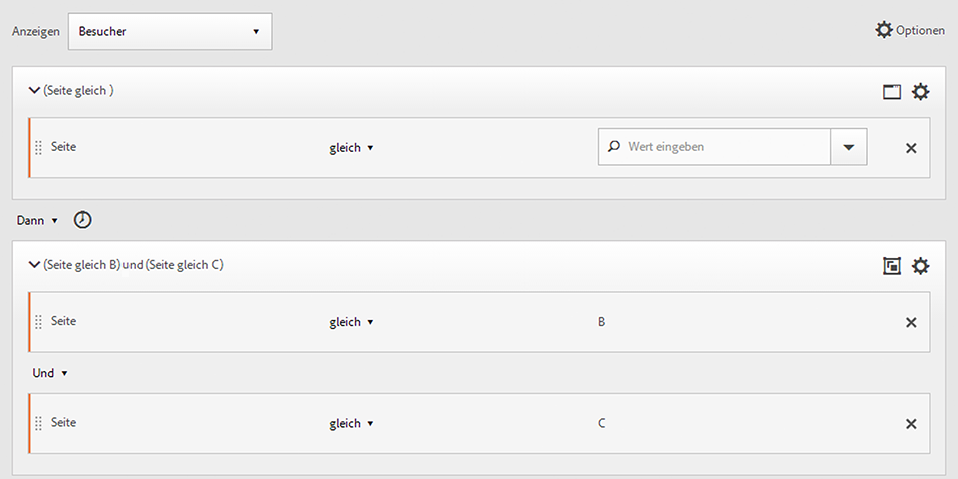 Anzeigen Besucher Optionen
(Seite gleich )
Seite gleich Wert eingeben
Dann
(Seite gleich B) und (Seite gleich C)
Seite gleich B
Und
Seite gleich C